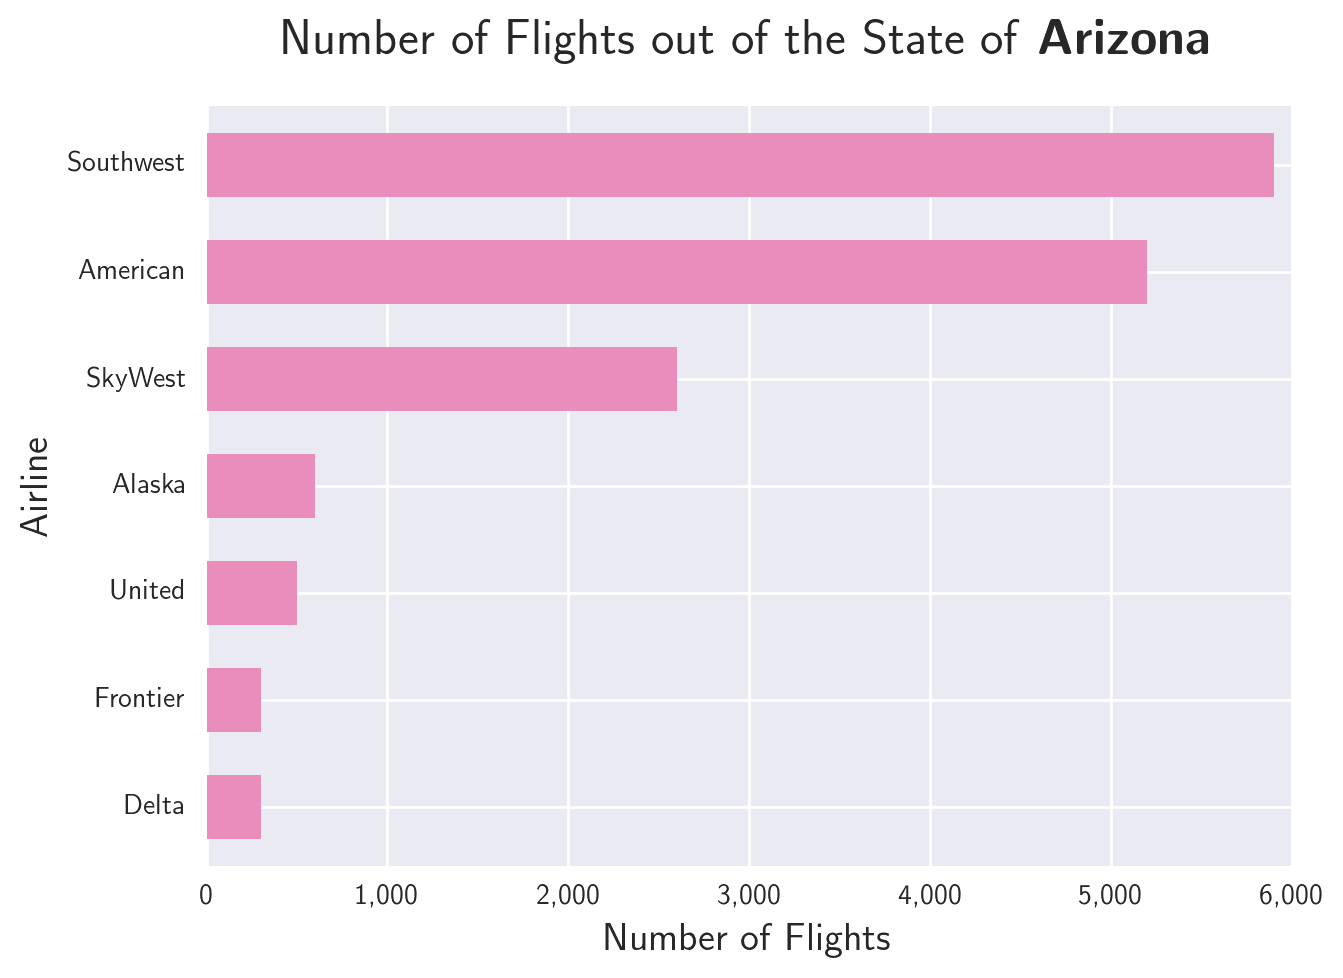 Number of Flights out of the State of Arizona
Southwest
American
SkyWest
Alaska
United
Frontier
Delta
Airline
0 1,000 2,000 3,000 4,000 5,000 6,000
Number of Flights